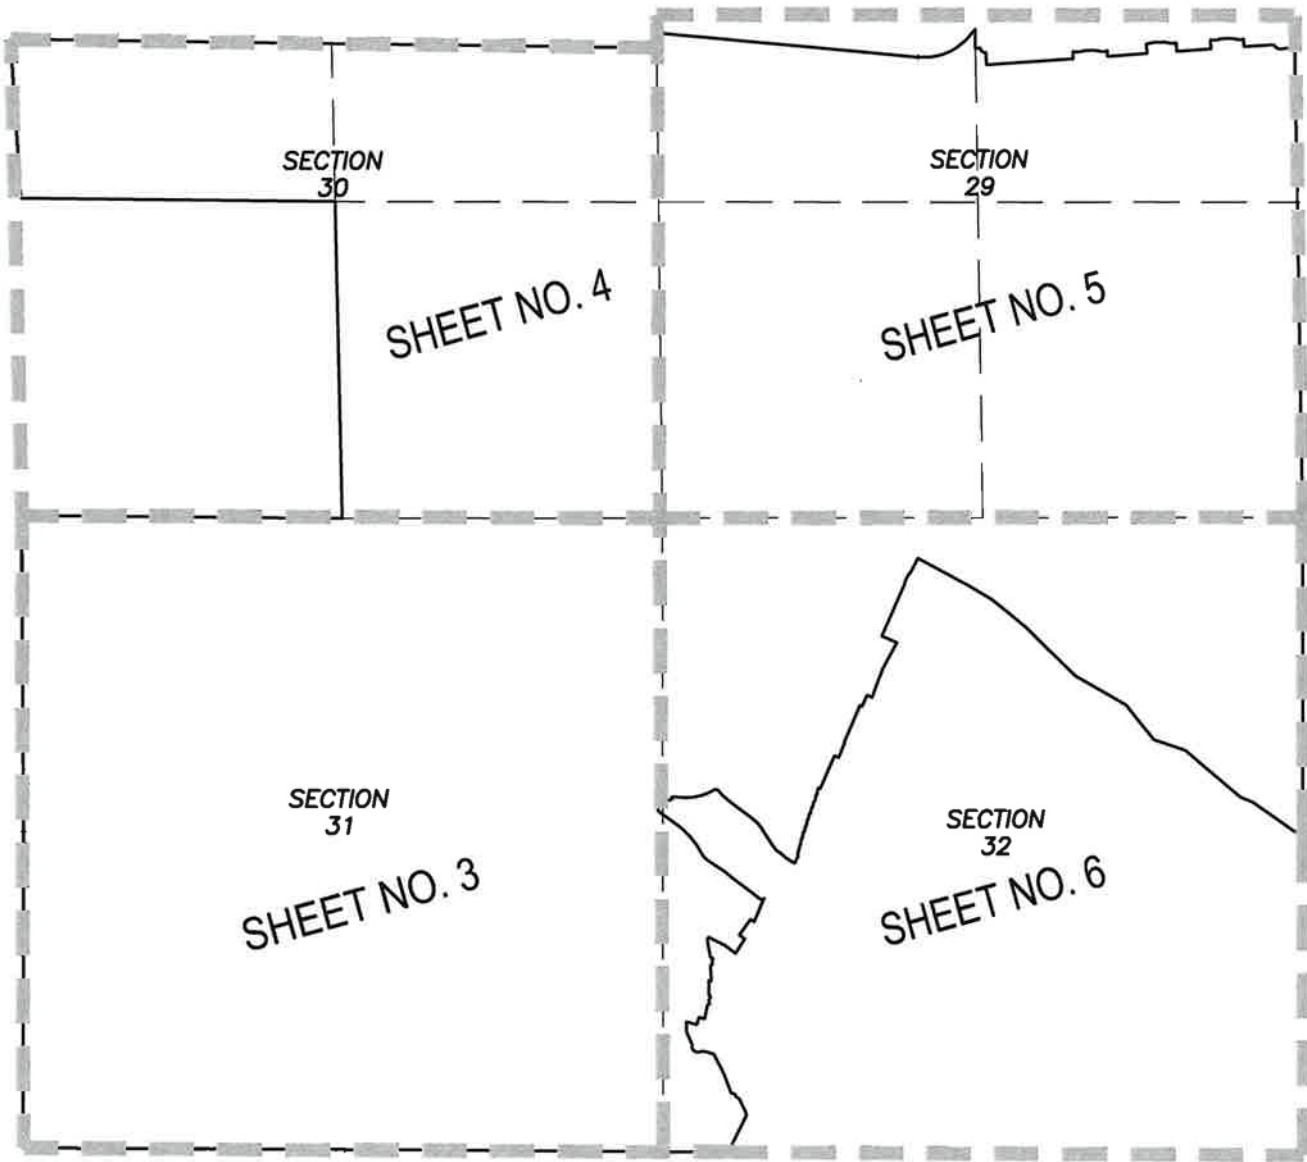 SECTION
30
SHEET NO. 4
SECTION
29
SHEET NO. 5
SECTION
31
SHEET NO. 3
SECTION
32
SHEET NO. 6